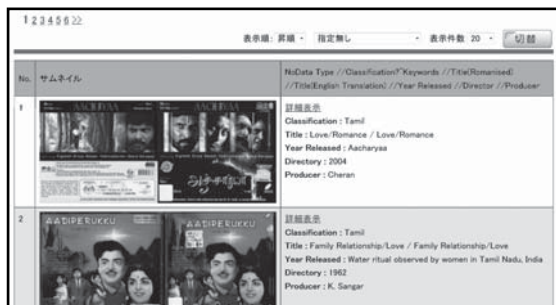 1 2 3 4 5 6 >>
表示順: 昇順 指定無し 表示件数 20 切替
No. サムネイル NoData Type //Classification?"Keywords //Title(Romanised)
//Title(English Translation) //Year Released //Director //Producer
1
AACHRYAA
詳細表示
Classification : Tamil
Title : Love/Romance / Love/Romance
Year Released : Aacharyaa
Directory : 2004
Producer : Cheran
2
AADIPERUKKU AADIPERUKKU
詳細表示
Classification : Tamil
Title : Family Relationship/Love / Family Relationship/Love
Year Released : Water ritual observed by women in Tamil Nadu, India
Directory : 1962
Producer : K. Sangar